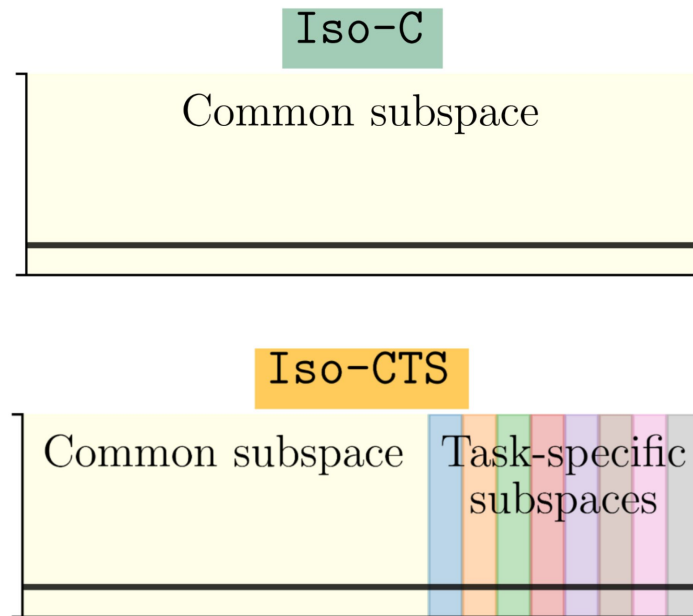 Iso-C
Common subspace
Iso-CTS
Common subspace
Task-specific
subspaces